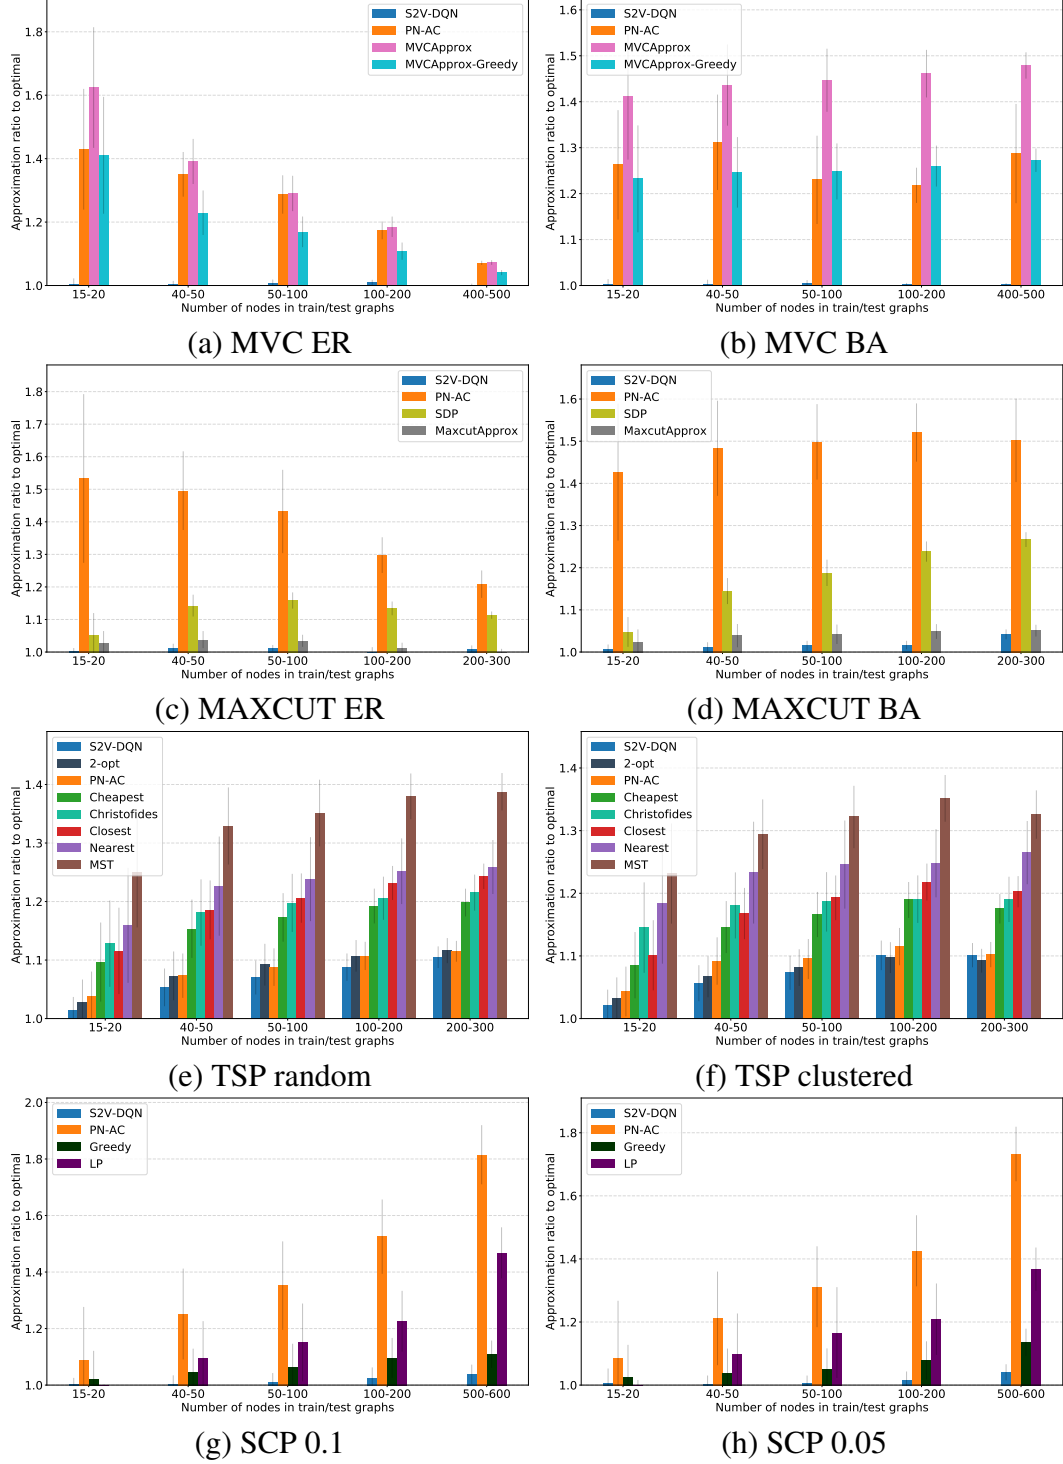 Approximation ratio to optimal
1.6
1.4
1.2
1.0
S2V-DQN
PN-AC
MVCApprox
MVCApprox-Greedy
15-20
40-50
50-100
100-200
400-500
Number of nodes in train/test graphs
(a) MVC ER
Approximation ratio to optimal
1.5
1.4
1.3
1.2
1.1
1.0
S2V-DQN
PN-AC
MVCApprox
MVCApprox-Greedy
15-20
40-50
50-100
100-200
400-500
Number of nodes in train/test graphs
(b) MVC BA
Approximation ratio to optimal
1.8
1.7
1.6
1.5
1.4
1.3
1.2
1.1
1.0
S2V-DQN
PN-AC
SDP
MaxcutApprox
15-20
40-50
50-100
100-200
200-300
Number of nodes in train/test graphs
(c) MAXCUT ER
Approximation ratio to optimal
1.6
1.5
1.4
1.3
1.2
1.1
1.0
S2V-DQN
PN-AC
SDP
MaxcutApprox
15-20
40-50
50-100
100-200
200-300
Number of nodes in train/test graphs
(d) MAXCUT BA
Approximation ratio to optimal
1.4
1.3
1.2
1.1
1.0
S2V-DQN
2-opt
PN-AC
Cheapest
Christofides
Closest
Nearest
MST
15-20
40-50
50-100
100-200
200-300
Number of nodes in train/test graphs
(e) TSP random
Approximation ratio to optimal
1.4
1.3
1.2
1.1
1.0
S2V-DQN
2-opt
PN-AC
Cheapest
Christofides
Closest
Nearest
MST
15-20
40-50
50-100
100-200
200-300
Number of nodes in train/test graphs
(f) TSP clustered
Approximation ratio to optimal
2.0
1.8
1.6
1.4
1.2
1.0
S2V-DQN
PN-AC
Greedy
LP
15-20
40-50
50-100
100-200
500-600
Number of nodes in train/test graphs
(g) SCP 0.1
Approximation ratio to optimal
1.8
1.6
1.4
1.2
1.0
S2V-DQN
PN-AC
Greedy
LP
15-20
40-50
50-100
100-200
500-600
Number of nodes in train/test graphs
(h) SCP 0.05